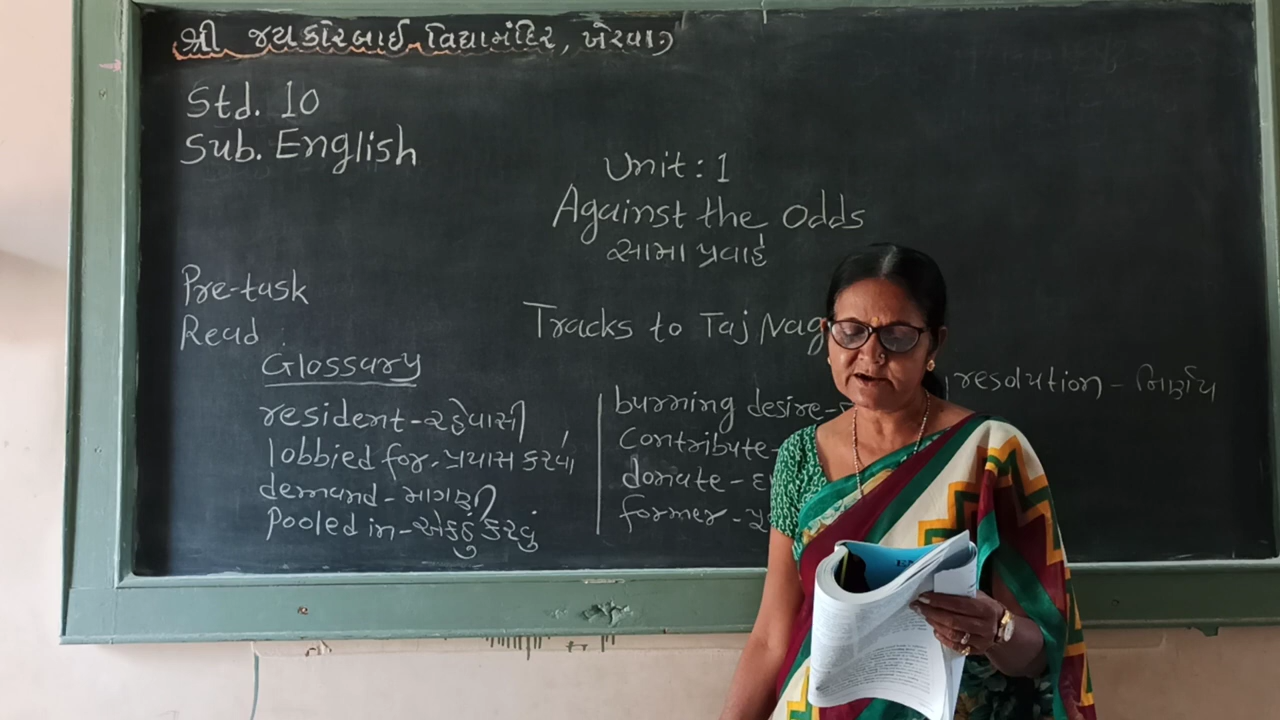 શ્રી જયકોરબાઈ વિદ્યામંદિર, ખેરવા
Std. 10
Sub. English
Unit : 1
Against the Odds
સામા પ્રવાહે
Pre-task
Read :
Tracks to Taj Nag
Glossary
resident - રહેવાસી
lobbied for - પ્રયાસ કરવો
demand - માગણી
Pooled in - એકઠું કરવું
burning desire -
Contribute -
donate -
former -
resolution - નિર્ણય